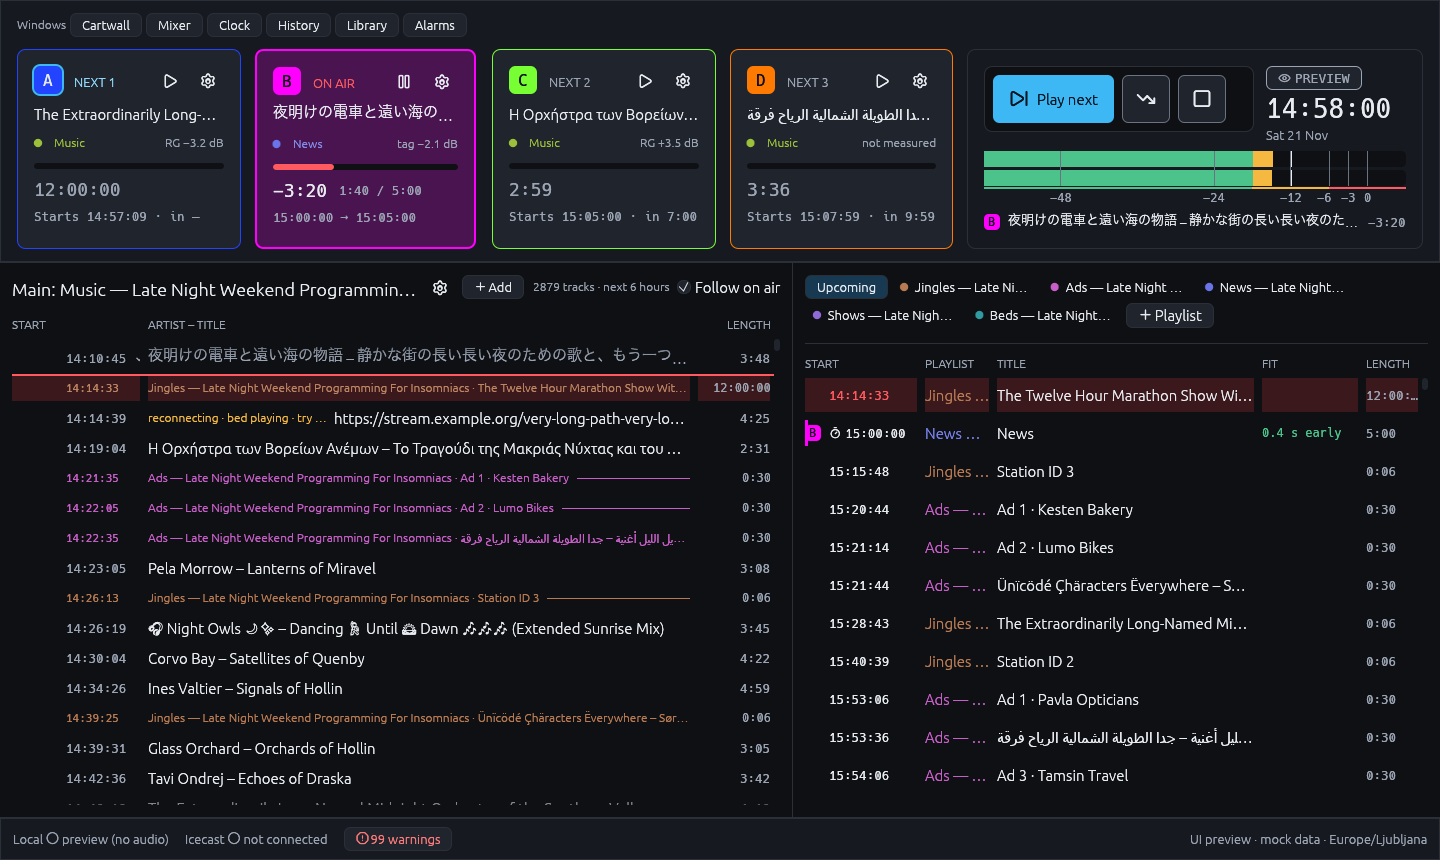 Windows Cartwall Mixer Clock History Library Alarms
A NEXT 1
The Extraordinarily Long-…
Music RG −3.2 dB
12:00:00
Starts 14:57:09 · in —
B ON AIR
夜明けの電車と遠い海の…
News tag −2.1 dB
−3:20 1:40 / 5:00
15:00:00 → 15:05:00
C NEXT 2
Η Ορχήστρα των Βορείων…
Music RG +3.5 dB
2:59
Starts 15:05:00 · in 7:00
D NEXT 3
جدا الطويلة الشمالية الرياح فرقة…
Music not measured
3:36
Starts 15:07:59 · in 9:59
Play next
PREVIEW
14:58:00
Sat 21 Nov
−48 −24 −12 −6 −3 0
B 夜明けの電車と遠い海の物語 – 静かな街の長い長い夜のた… −3:20
Main: Music — Late Night Weekend Programmin… + Add 2879 tracks · next 6 hours Follow on air
START ARTIST – TITLE LENGTH
14:10:45 夜明けの電車と遠い海の物語 – 静かな街の長い長い夜のための歌と、もう一つ… 3:48
14:14:33 Jingles — Late Night Weekend Programming For Insomniacs · The Twelve Hour Marathon Show Wit… 12:00:00
14:14:39 reconnecting · bed playing · try … https://stream.example.org/very-long-path-very-lo… 4:25
14:19:04 Η Ορχήστρα των Βορείων Ανέμων – Το Τραγούδι της Μακριάς Νύχτας και του … 2:31
14:21:35 Ads — Late Night Weekend Programming For Insomniacs · Ad 1 · Kesten Bakery 0:30
14:22:05 Ads — Late Night Weekend Programming For Insomniacs · Ad 2 · Lumo Bikes 0:30
14:22:35 Ads — Late Night Weekend Programming For Insomniacs · يل الليل أغنية – جدا الطويلة الشمالية الرياح فرقة… 0:30
14:23:05 Pela Morrow – Lanterns of Miravel 3:08
14:26:13 Jingles — Late Night Weekend Programming For Insomniacs · Station ID 3 0:06
14:26:19 🎧 Night Owls 🌙✨ – Dancing 💃 Until 🌅 Dawn 🎶🎶🎶 (Extended Sunrise Mix) 3:45
14:30:04 Corvo Bay – Satellites of Quenby 4:22
14:34:26 Ines Valtier – Signals of Hollin 4:59
14:39:25 Jingles — Late Night Weekend Programming For Insomniacs · Ünïcödé Çhäracters Ëverywhere – Sør… 0:06
14:39:31 Glass Orchard – Orchards of Hollin 3:05
14:42:36 Tavi Ondrej – Echoes of Draska 3:42
Upcoming Jingles — Late Ni… Ads — Late Night … News — Late Night…
Shows — Late Nigh… Beds — Late Night… + Playlist
START PLAYLIST TITLE FIT LENGTH
14:14:33 Jingles … The Twelve Hour Marathon Show Wi… 12:00:…
B 15:00:00 News … News 0.4 s early 5:00
15:15:48 Jingles … Station ID 3 0:06
15:20:44 Ads — … Ad 1 · Kesten Bakery 0:30
15:21:14 Ads — … Ad 2 · Lumo Bikes 0:30
15:21:44 Ads — … Ünïcödé Çhäracters Ëverywhere – S… 0:30
15:28:43 Jingles … The Extraordinarily Long-Named Mi… 0:06
15:40:39 Jingles … Station ID 2 0:06
15:53:06 Ads — … Ad 1 · Pavla Opticians 0:30
15:53:36 Ads — … لليل أغنية – جدا الطويلة الشمالية الرياح فرقة… 0:30
15:54:06 Ads — … Ad 3 · Tamsin Travel 0:30
Local preview (no audio) Icecast not connected 99 warnings UI preview · mock data · Europe/Ljubljana